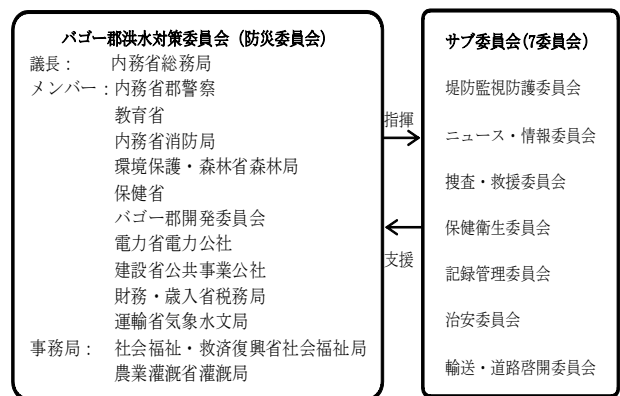 バゴー郡洪水対策委員会（防災委員会）
議長： 内務省総務局
メンバー：内務省郡警察
教育省
内務省消防局
環境保護・森林省森林局
保健省
バゴー郡開発委員会
電力省電力公社
建設省公共事業公社
財務・歳入省税務局
運輸省気象水文局
事務局： 社会福祉・救済復興省社会福祉局
農業灌漑省灌漑局
指揮
支援
サブ委員会(7委員会)
堤防監視防護委員会
ニュース・情報委員会
捜査・救援委員会
保健衛生委員会
記録管理委員会
治安委員会
輸送・道路啓開委員会